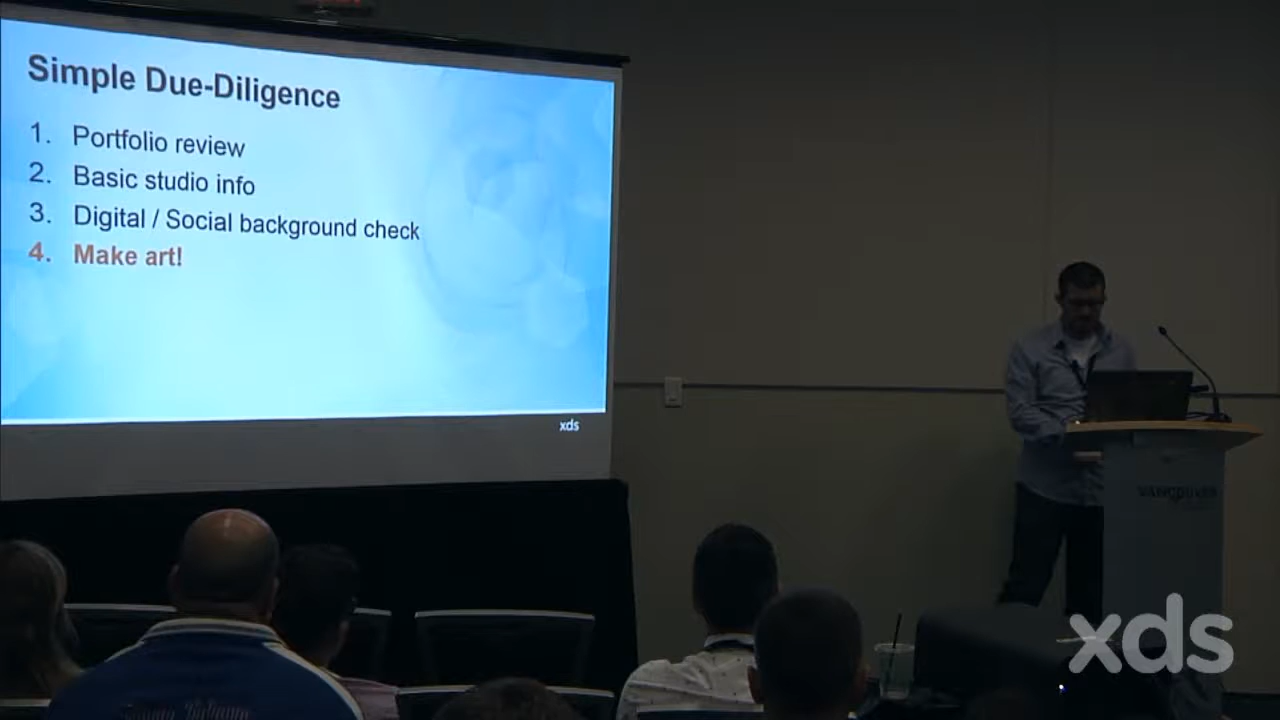 Simple Due-Diligence
1. Portfolio review
2. Basic studio info
3. Digital / Social background check
4. Make art!
xds
VANCOUVER
xds